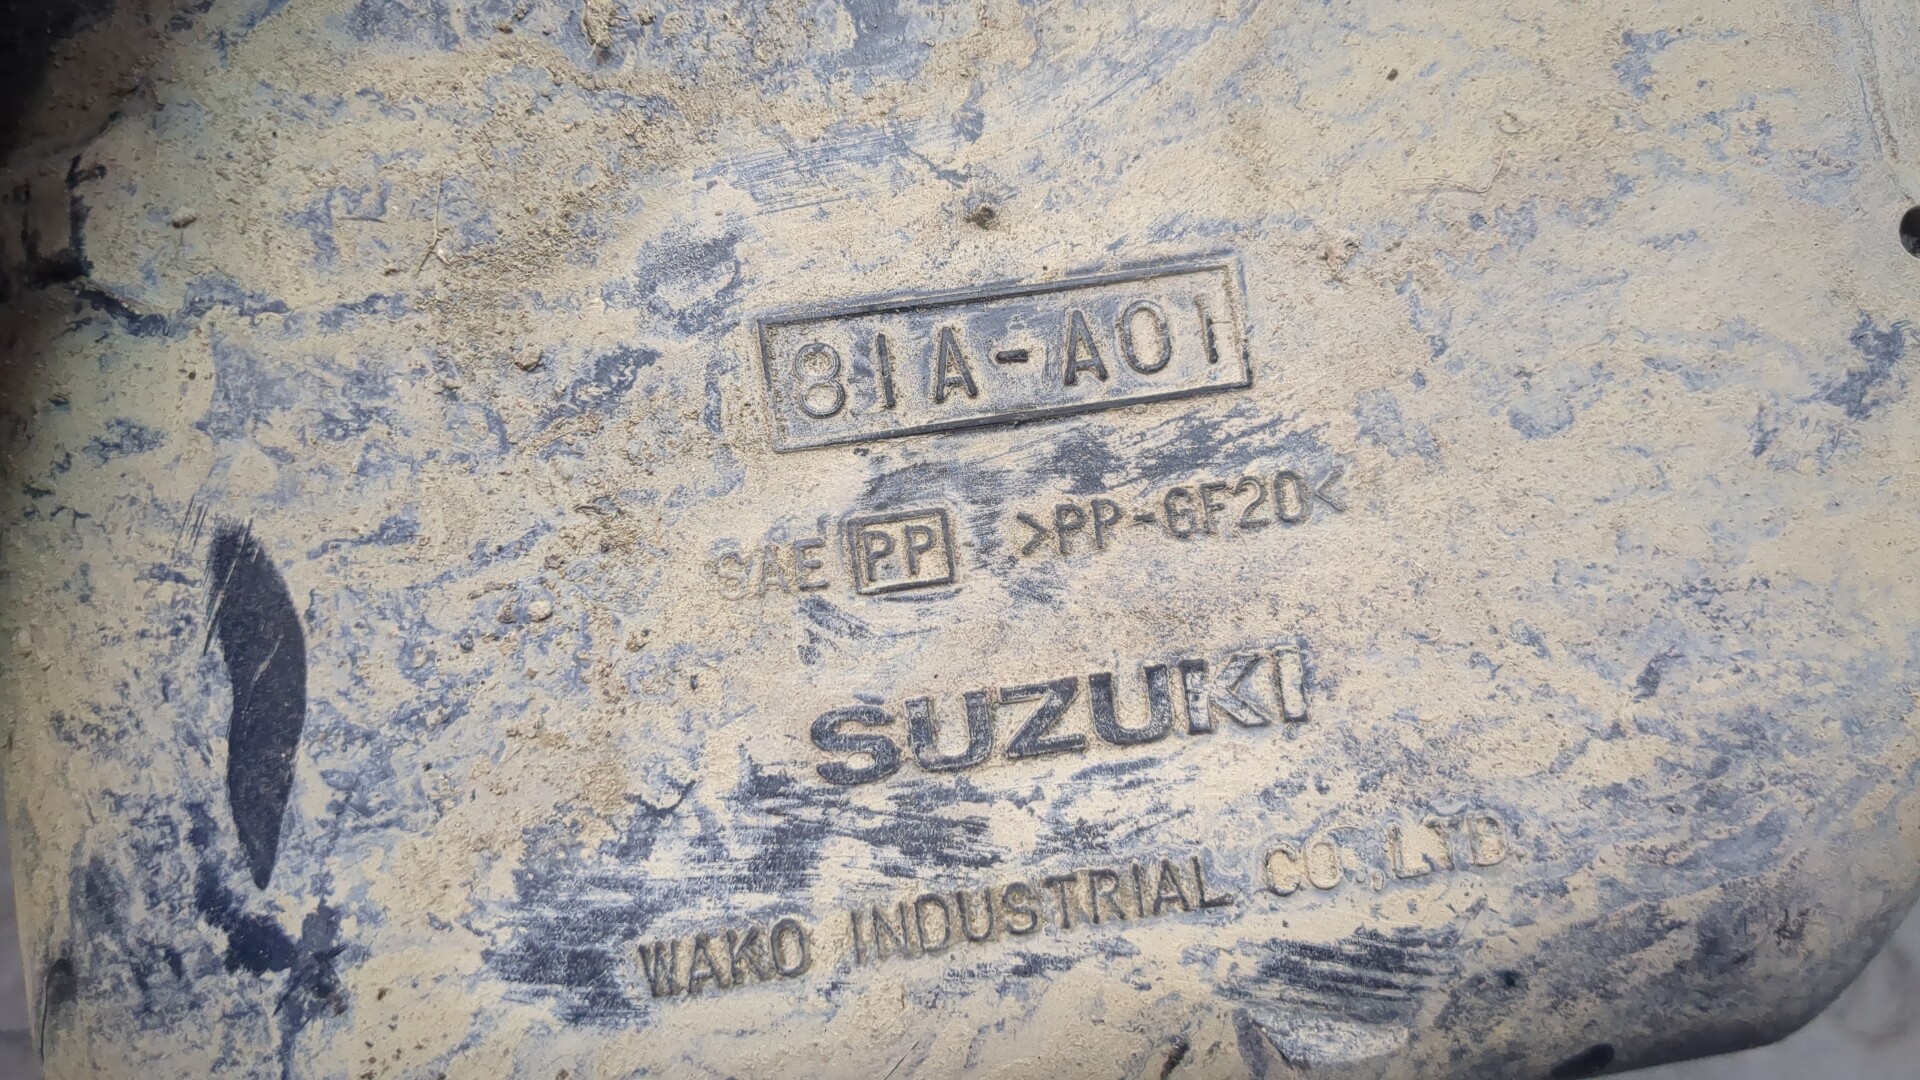 81A-A01
SAE PP >PP-GF20<
SUZUKI
WAKO INDUSTRIAL CO.,LTD.